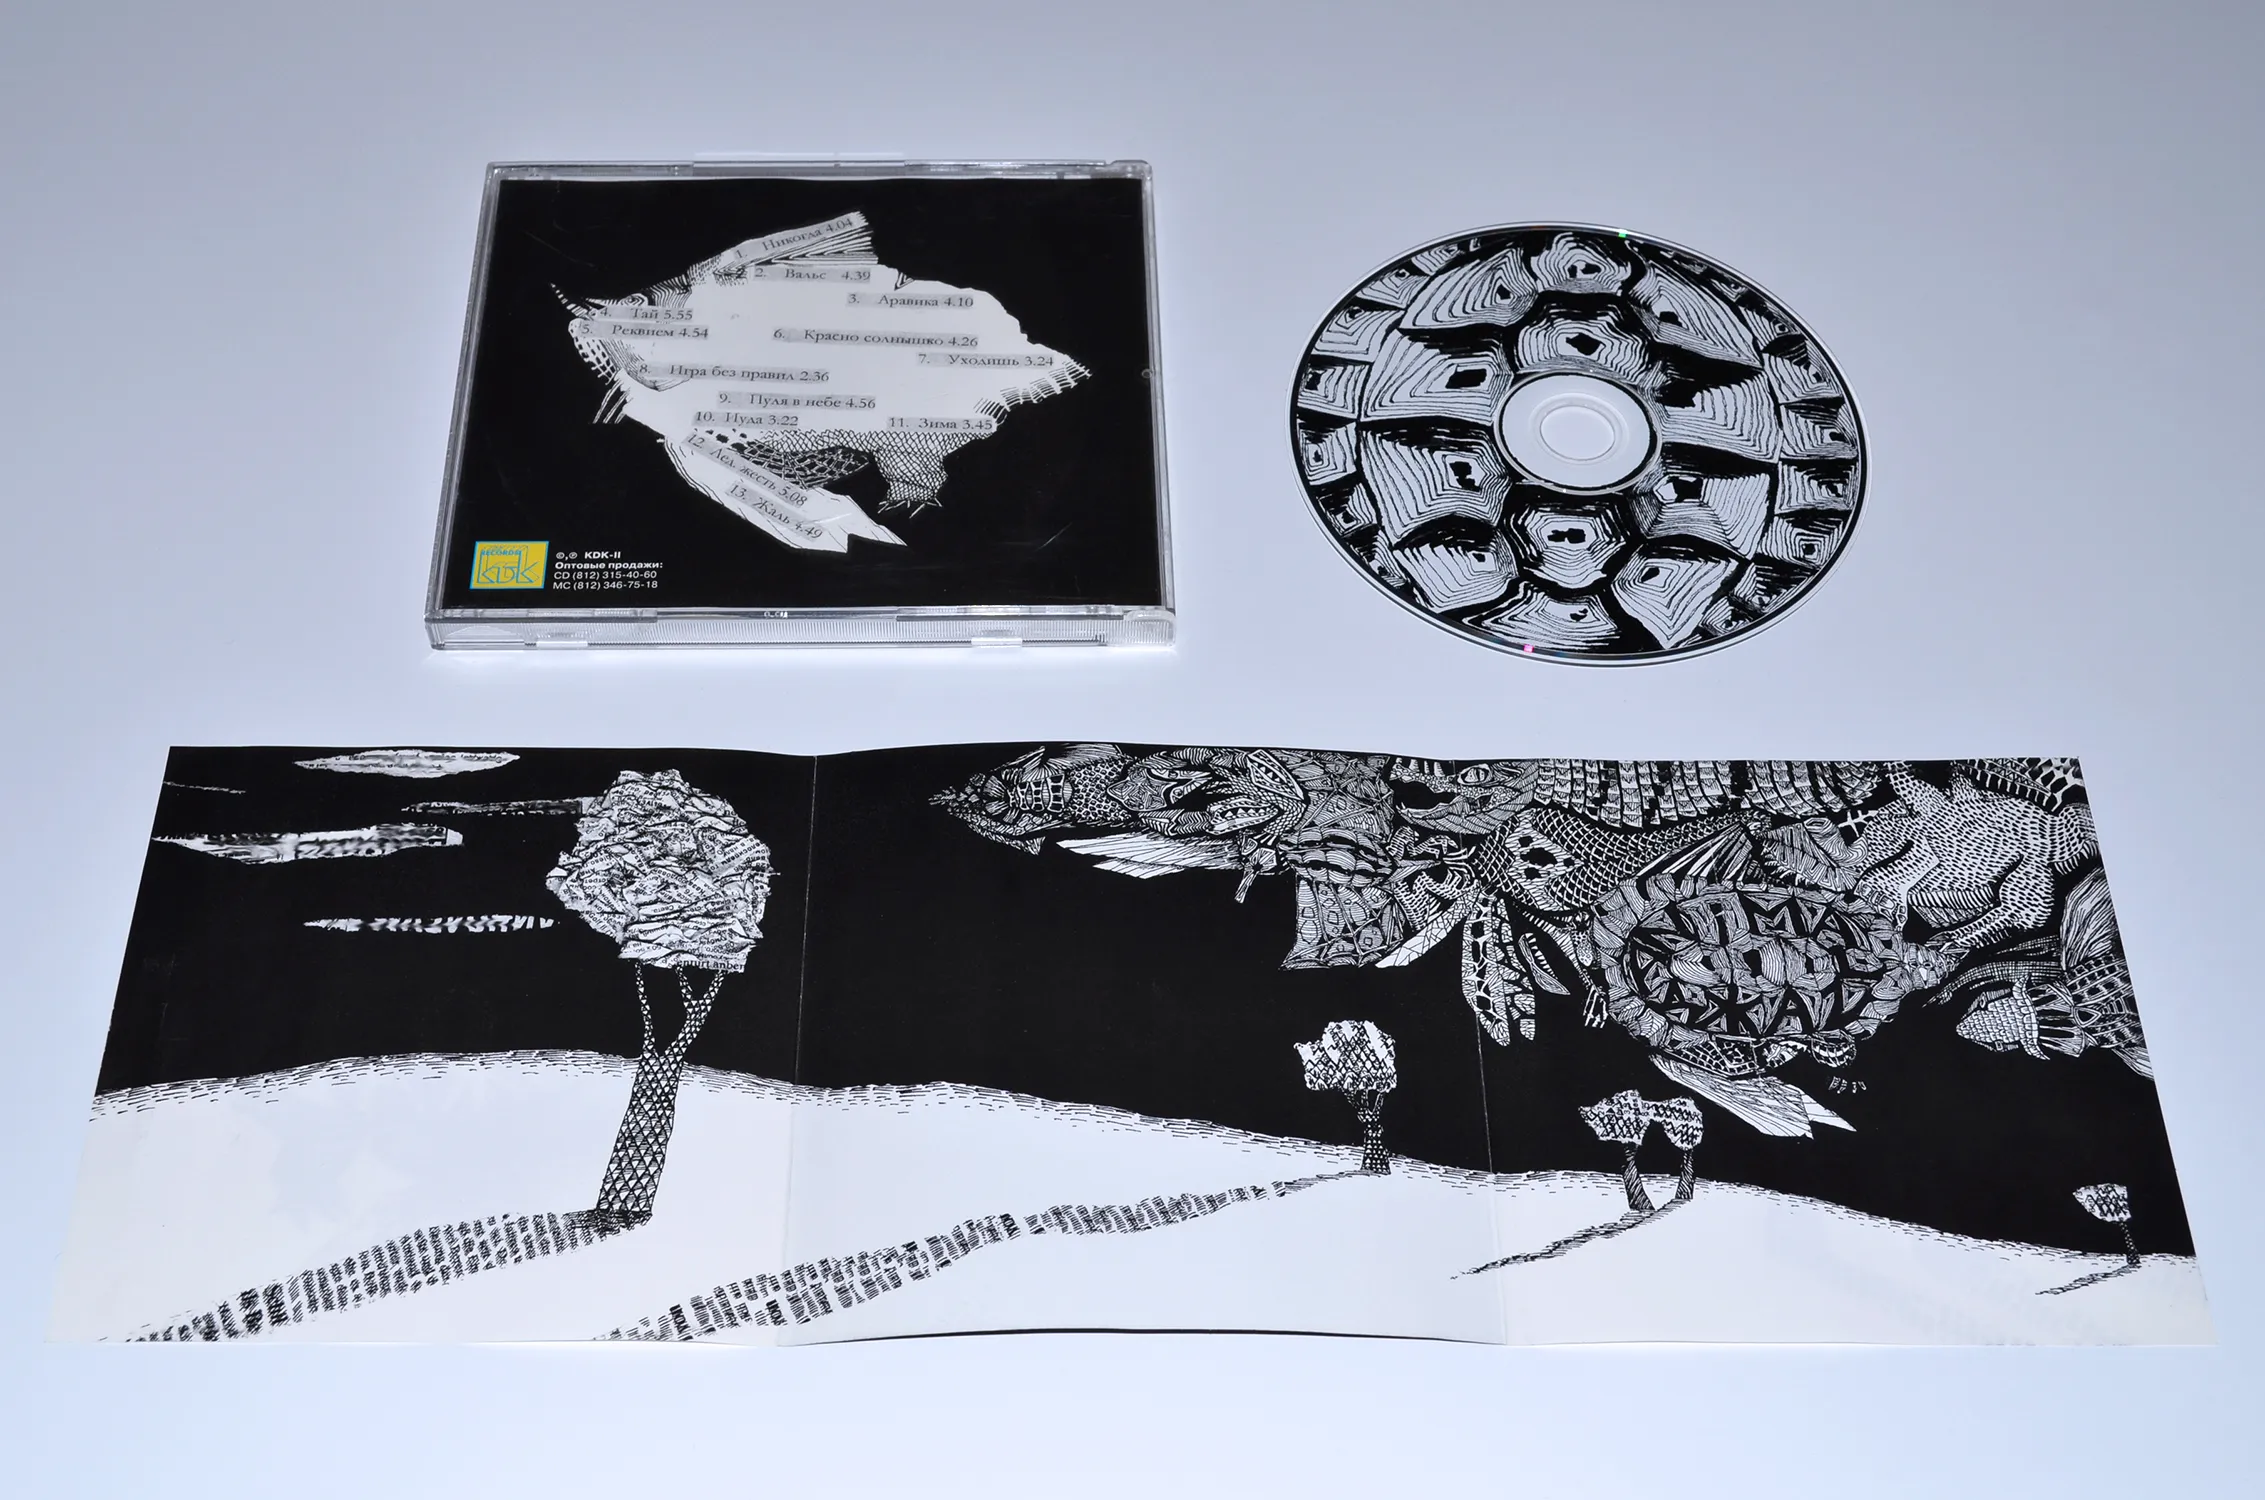 1. Никогда 4.04
2. Вальс 4.39
3. Аравика 4.10
4. Тай 5.55
5. Реквием 4.54
6. Красно солнышко 4.26
7. Уходишь 3.24
8. Игра без правил 2.36
9. Пуля в небе 4.56
10. Нула 3.22
11. Зима 3.45
12. Лед. жесть 5.08
13. Жаль 4.49
RECORDS
kdk
©,℗ KDK-II
Оптовые продажи:
CD (812) 315-40-60
MC (812) 346-75-18